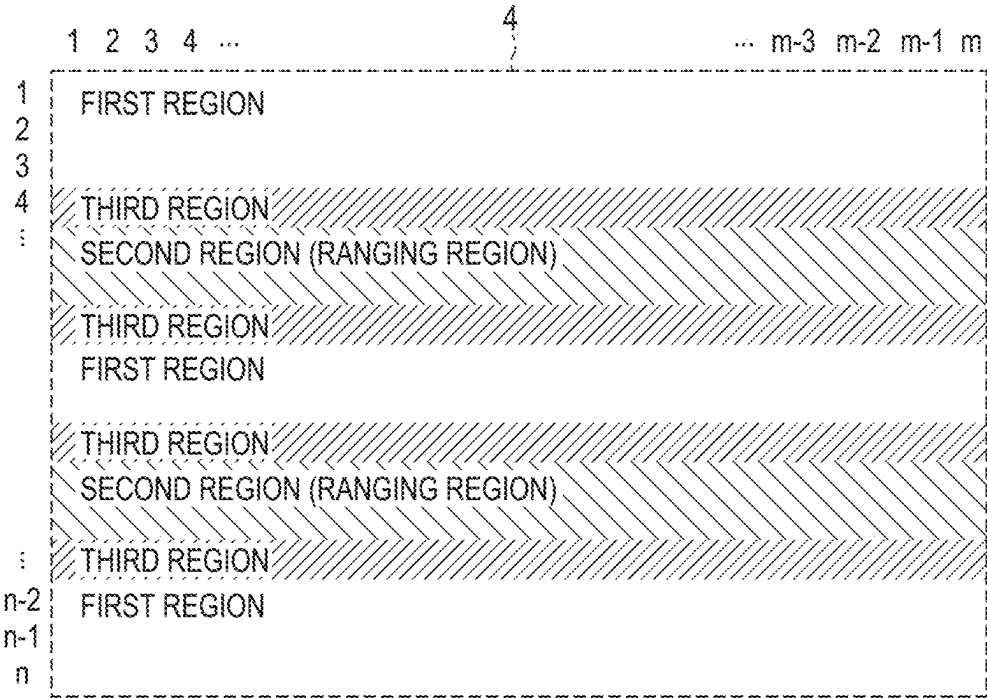 4
1 2 3 4 ... ... m-3 m-2 m-1 m
1 FIRST REGION
2
3
4 THIRD REGION
⋮ SECOND REGION (RANGING REGION)
THIRD REGION
FIRST REGION
THIRD REGION
SECOND REGION (RANGING REGION)
⋮ THIRD REGION
n-2 FIRST REGION
n-1
n